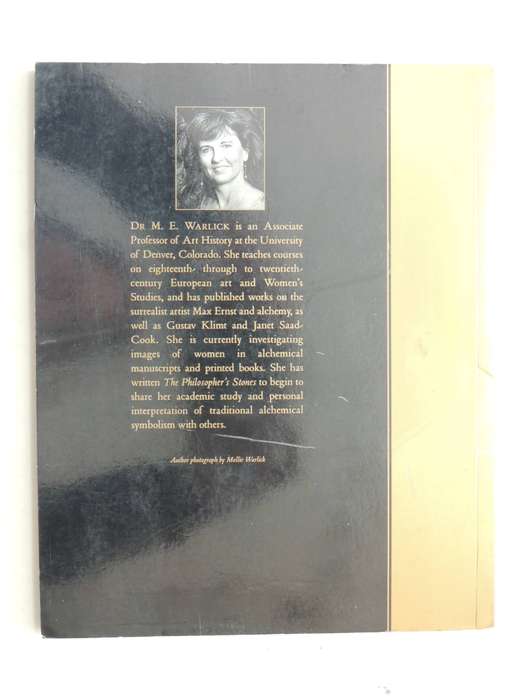 DR M. E. WARLICK is an Associate
Professor of Art History at the University
of Denver, Colorado. She teaches courses
on eighteenth- through to twentieth-
century European art and Women's
Studies, and has published works on the
surrealist artist Max Ernst and alchemy, as
well as Gustav Klimt and Janet Saad-
Cook. She is currently investigating
images of women in alchemical
manuscripts and printed books. She has
written The Philosopher's Stones to begin to
share her academic study and personal
interpretation of traditional alchemical
symbolism with others.
Author photograph by Mollie Warlick